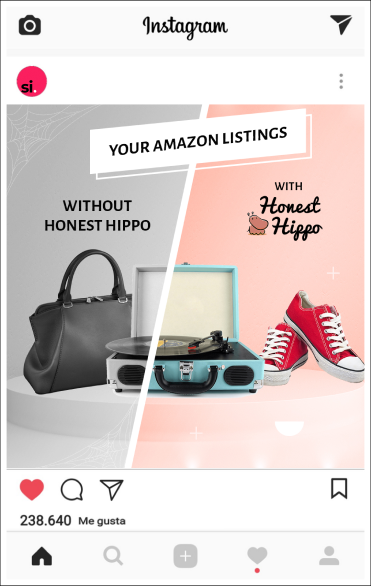 Instagram
si.
YOUR AMAZON LISTINGS
WITHOUT
HONEST HIPPO
WITH
Honest
Hippo
238.640 Me gusta